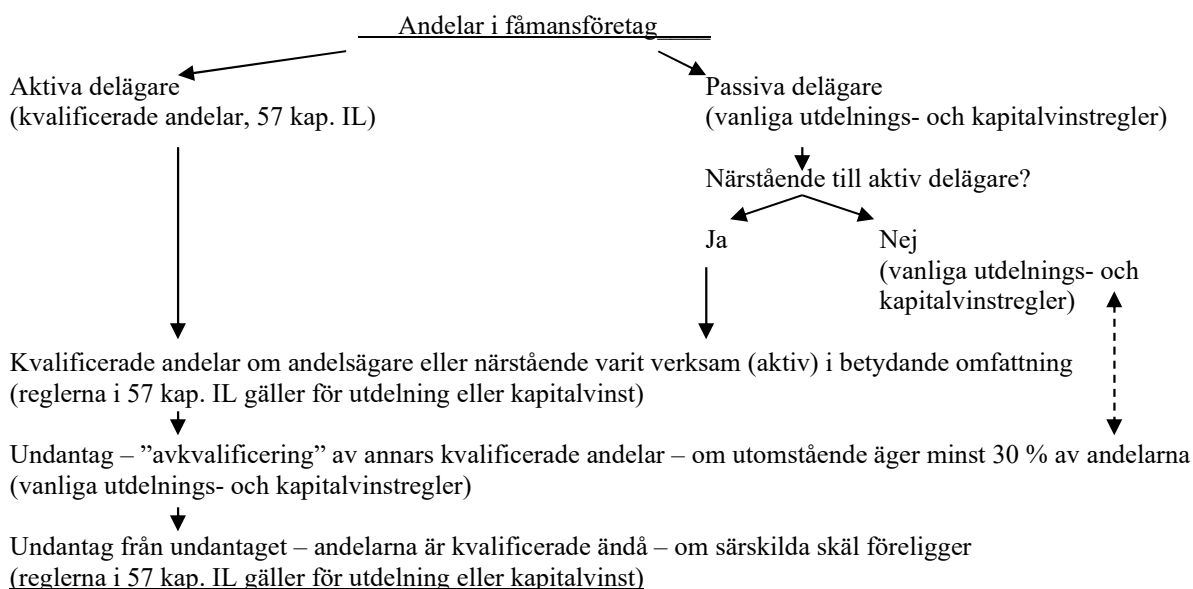 Andelar i fåmansföretag
Aktiva delägare
(kvalificerade andelar, 57 kap. IL)
Passiva delägare
(vanliga utdelnings- och kapitalvinstregler)
Närstående till aktiv delägare?
Ja
Nej
(vanliga utdelnings- och
kapitalvinstregler)
Kvalificerade andelar om andelsägare eller närstående varit verksam (aktiv) i betydande omfattning
(reglerna i 57 kap. IL gäller för utdelning eller kapitalvinst)
Undantag – ”avkvalificering” av annars kvalificerade andelar – om utomstående äger minst 30 % av andelarna
(vanliga utdelnings- och kapitalvinstregler)
Undantag från undantaget – andelarna är kvalificerade ändå – om särskilda skäl föreligger
(reglerna i 57 kap. IL gäller för utdelning eller kapitalvinst)